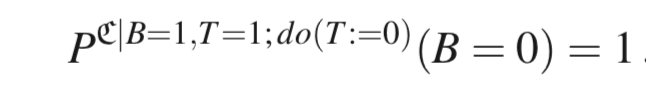 P^{ℭ|B=1,T=1;do(T:=0)}(B = 0) = 1.